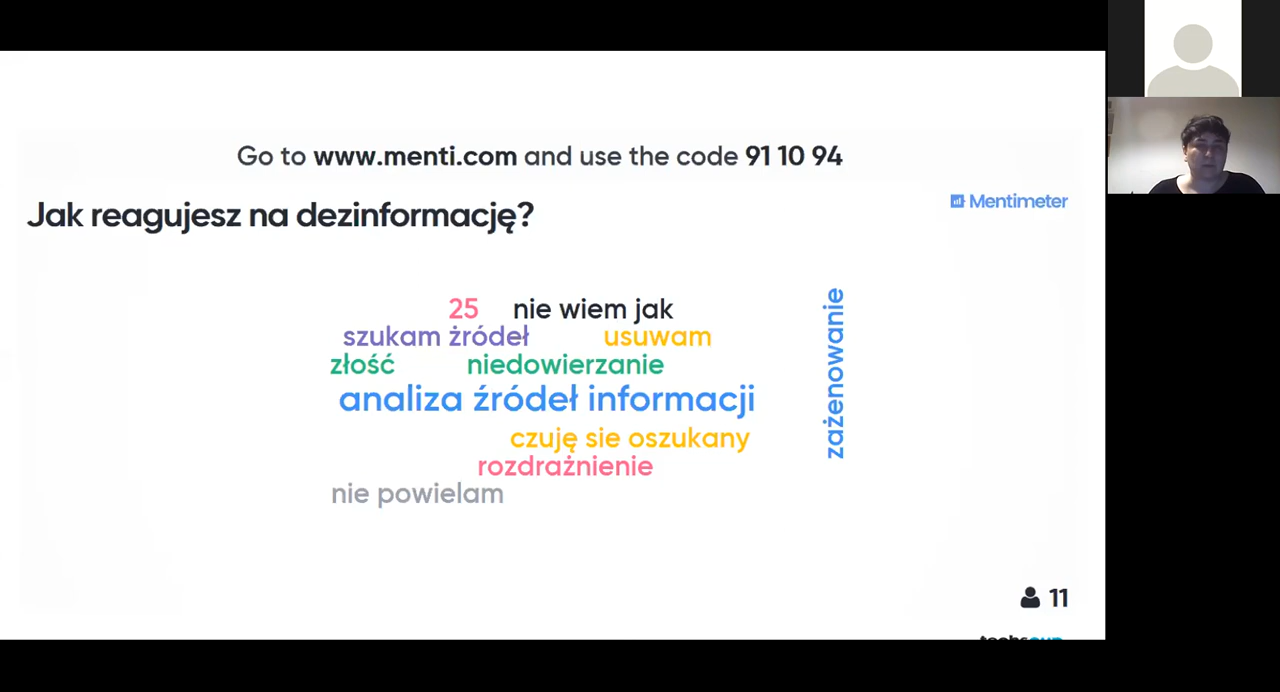 Go to www.menti.com and use the code 91 10 94
Mentimeter
Jak reagujesz na dezinformację?
25 nie wiem jak
szukam żródeł usuwam
złość niedowierzanie
analiza źródeł informacji
zażenowanie
czuję sie oszukany
rozdrażnienie
nie powielam
11